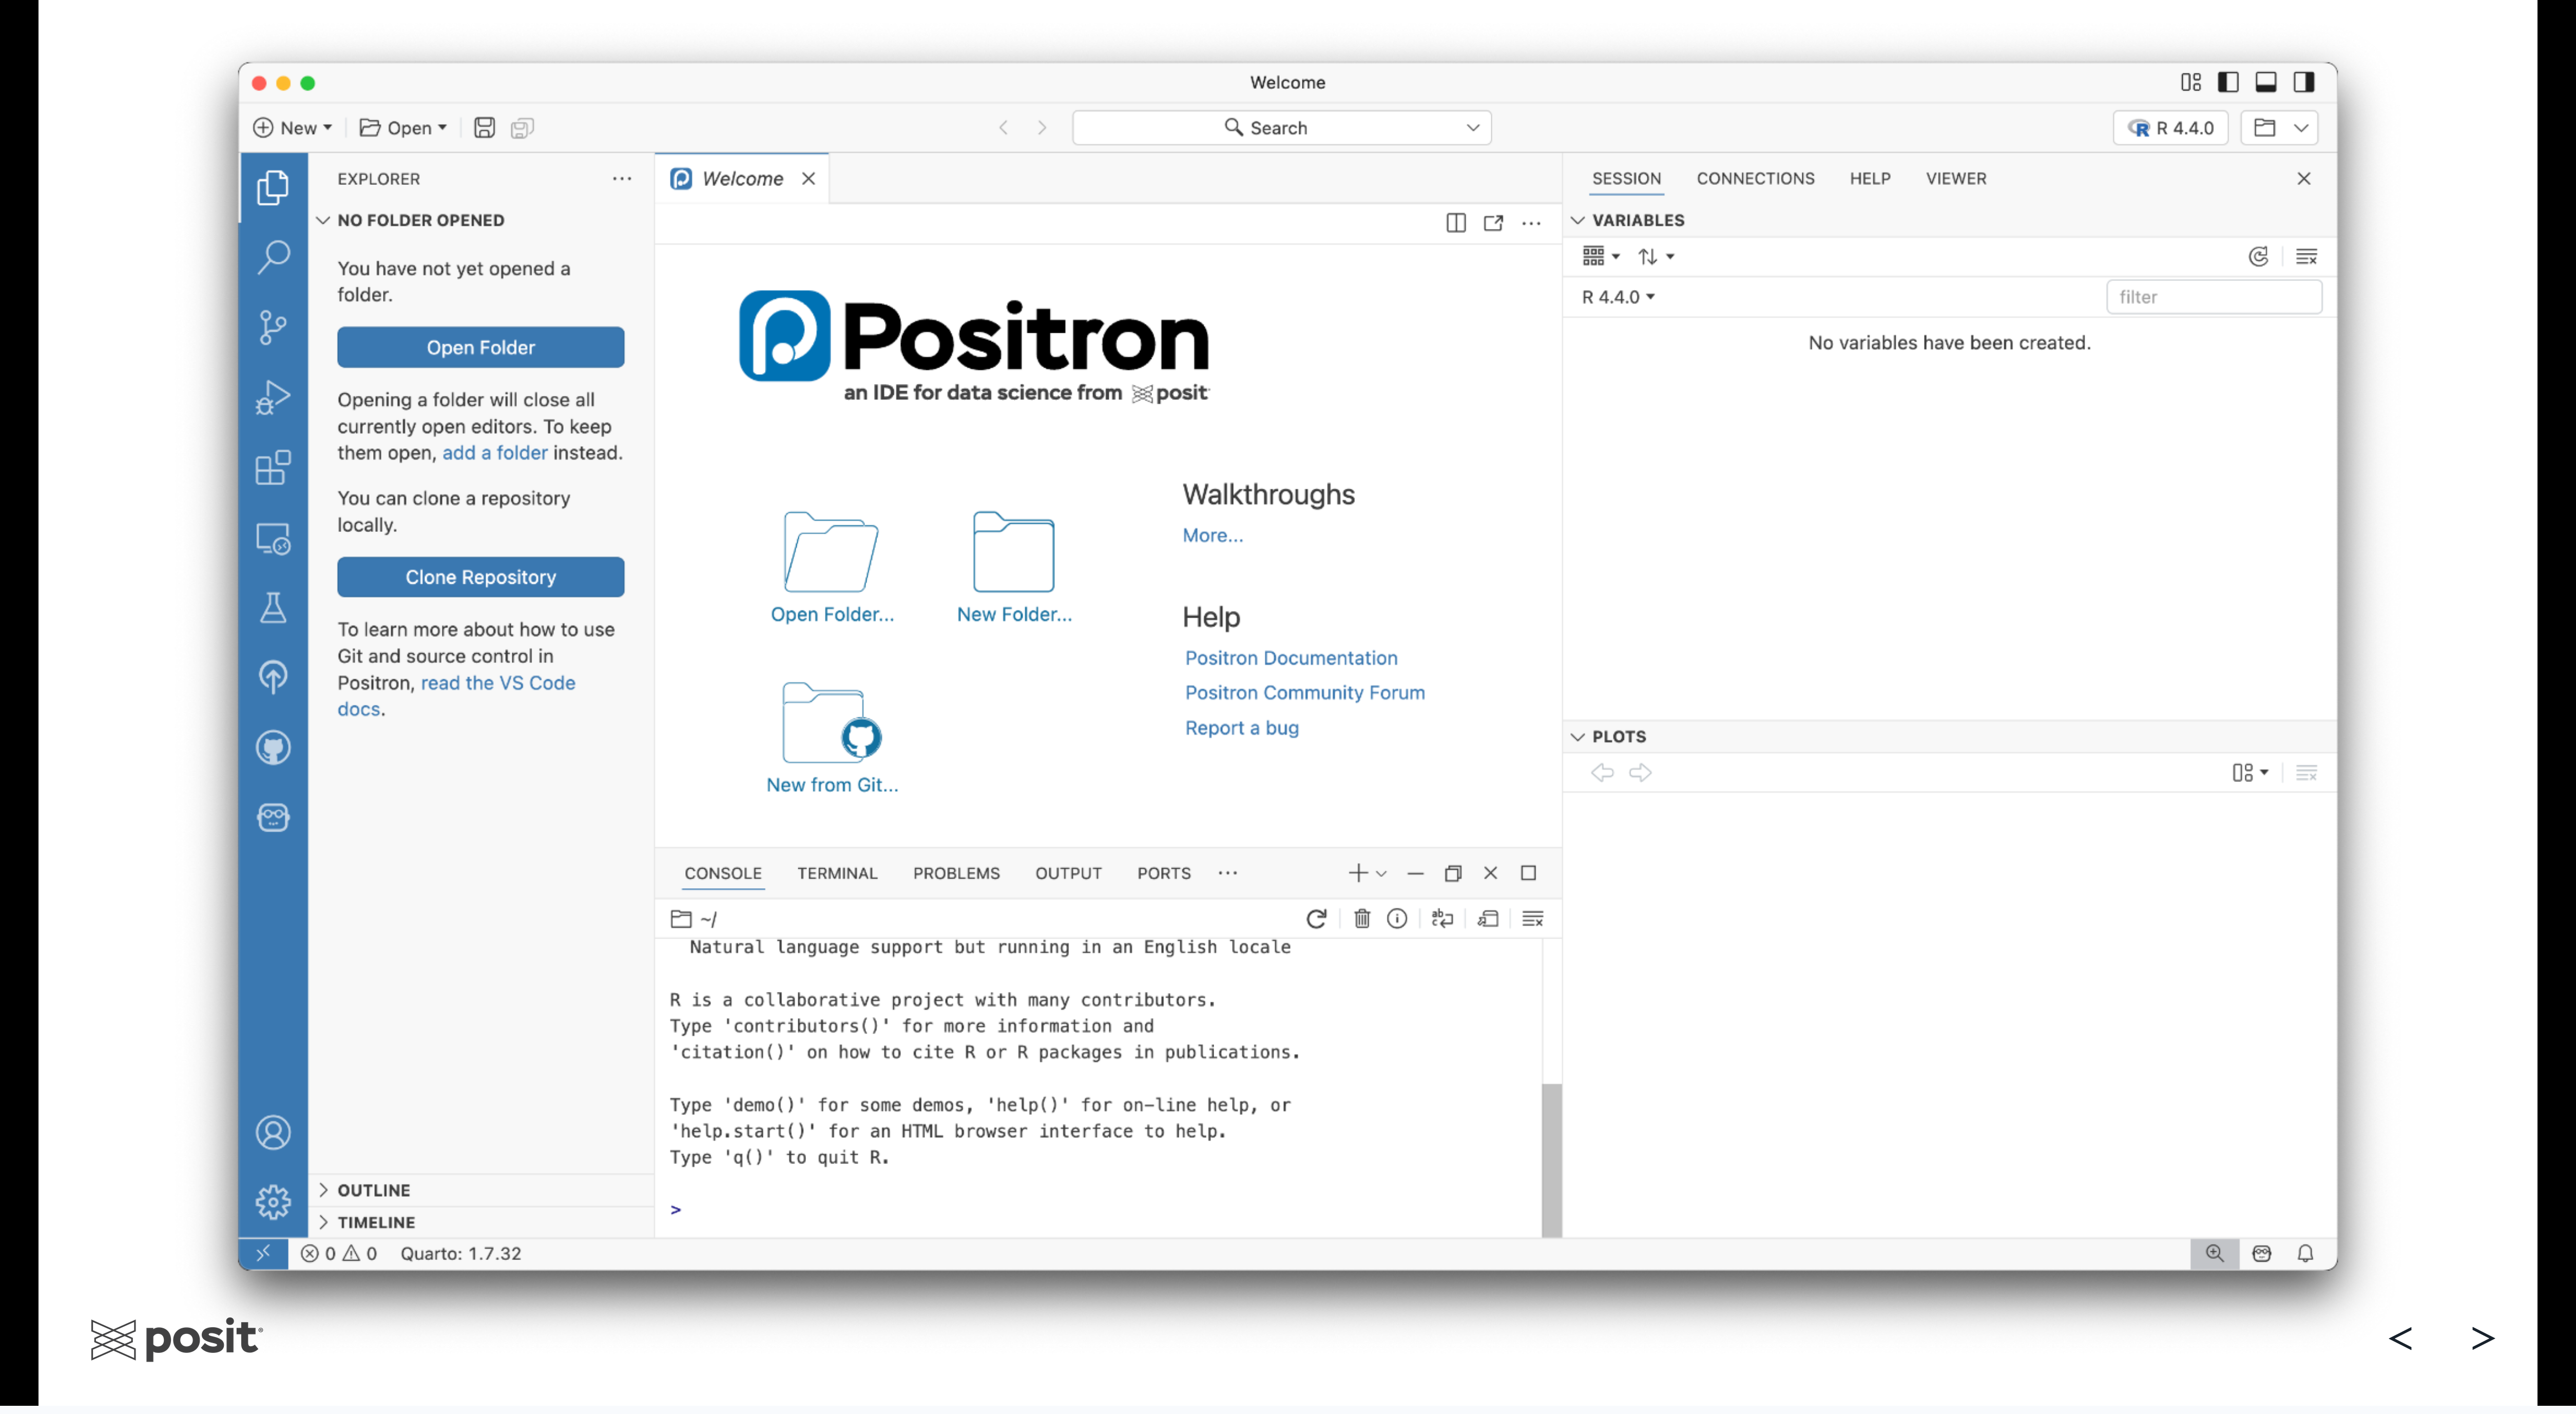 Welcome
New
Open
Search
R 4.4.0
EXPLORER
NO FOLDER OPENED
You have not yet opened a
folder.
Open Folder
Opening a folder will close all
currently open editors. To keep
them open, add a folder instead.
You can clone a repository
locally.
Clone Repository
To learn more about how to use
Git and source control in
Positron, read the VS Code
docs.
OUTLINE
TIMELINE
Welcome
Positron
an IDE for data science from posit
Open Folder...
New Folder...
New from Git...
Walkthroughs
More...
Help
Positron Documentation
Positron Community Forum
Report a bug
CONSOLE TERMINAL PROBLEMS OUTPUT PORTS
~/
Natural language support but running in an English locale
R is a collaborative project with many contributors.
Type 'contributors()' for more information and
'citation()' on how to cite R or R packages in publications.
Type 'demo()' for some demos, 'help()' for on-line help, or
'help.start()' for an HTML browser interface to help.
Type 'q()' to quit R.
>
SESSION CONNECTIONS HELP VIEWER
VARIABLES
R 4.4.0
filter
No variables have been created.
PLOTS
0 0 Quarto: 1.7.32
posit
< >